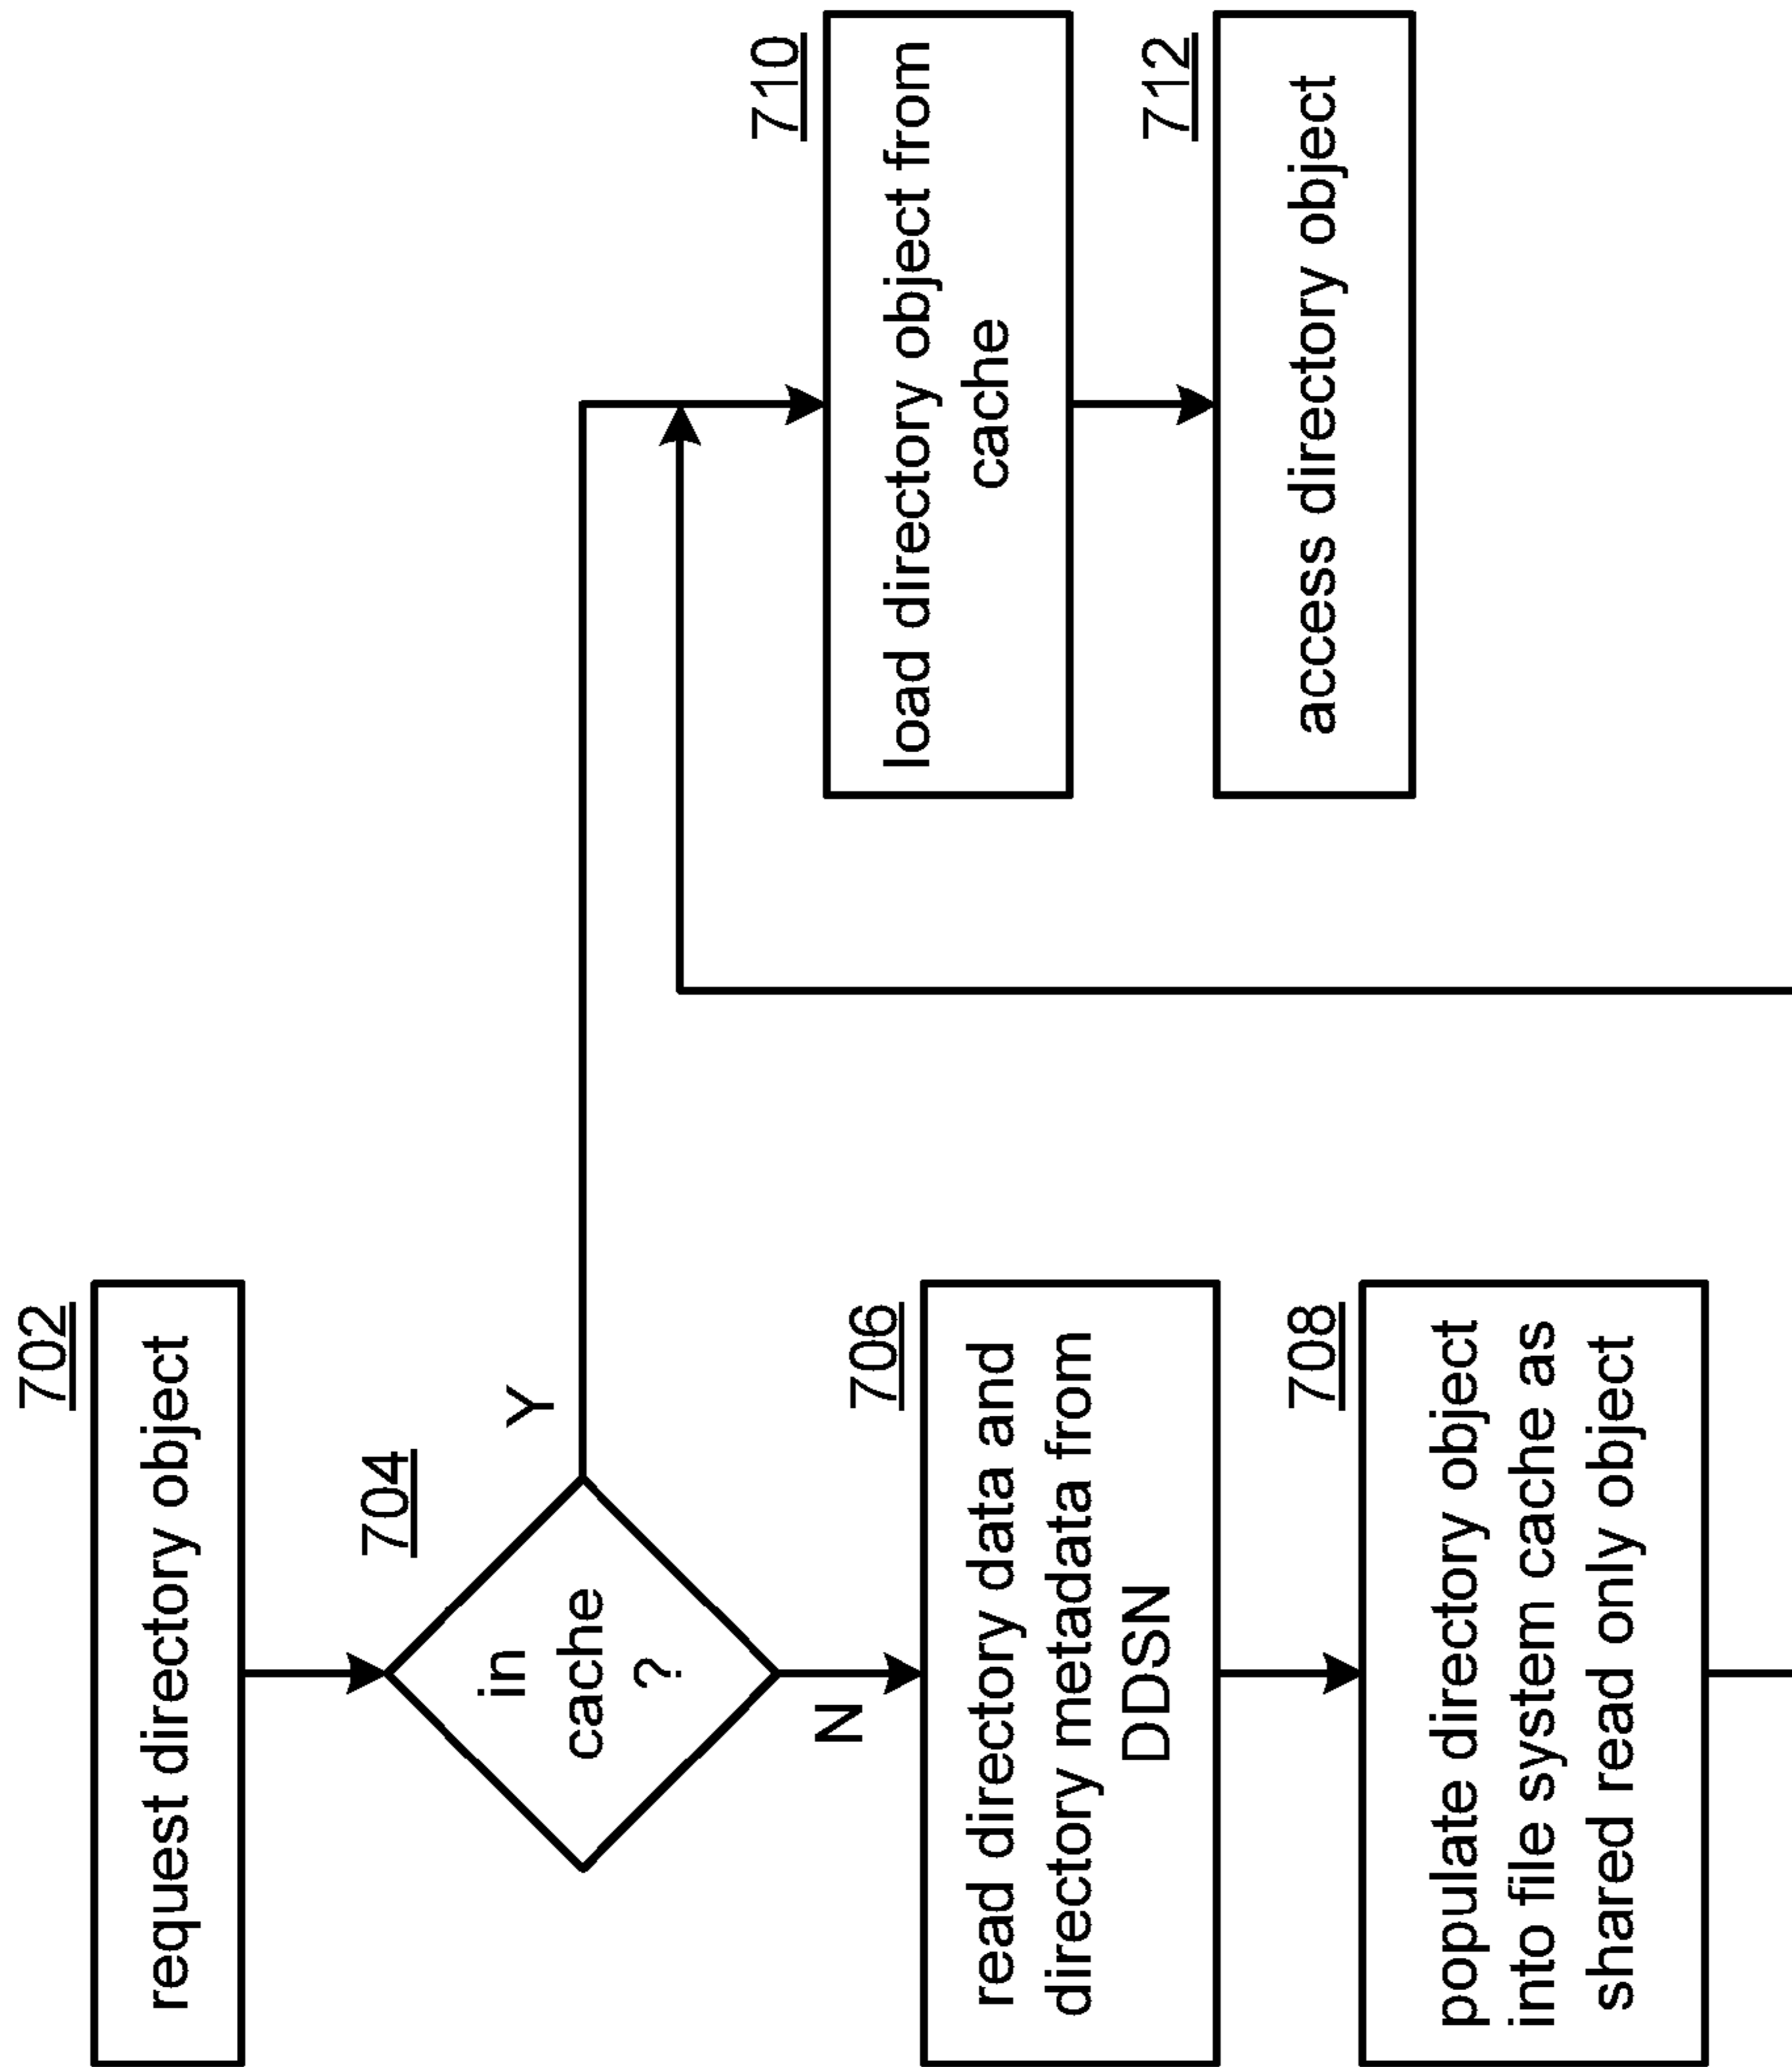 702
request directory object
704
in
cache
?
Y
N
706
read directory data and
directory metadata from
DDSN
708
populate directory object
into file system cache as
shared read only object
710
load directory object from
cache
712
access directory object